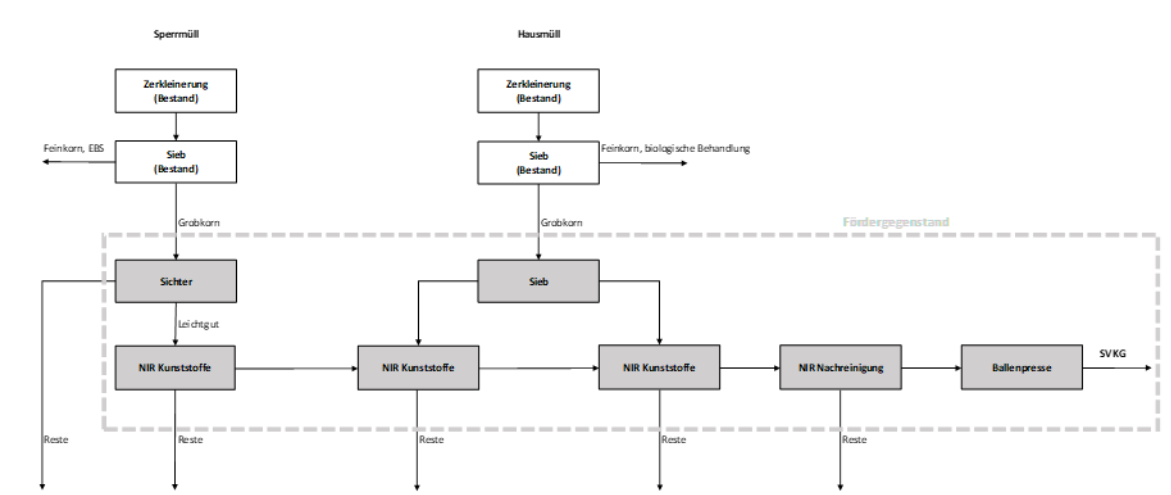 Sperrmüll
Hausmüll
Zerkleinerung
(Bestand)
Zerkleinerung
(Bestand)
Feinkorn, EBS
Sieb
(Bestand)
Sieb
(Bestand)
Feinkorn, biologische Behandlung
Grobkorn
Grobkorn
Fördergegenstand
Sichter
Sieb
Leichtgut
NIR Kunststoffe
NIR Kunststoffe
NIR Kunststoffe
NIR Nachreinigung
Ballenpresse
SVKG
Reste
Reste
Reste
Reste
Reste